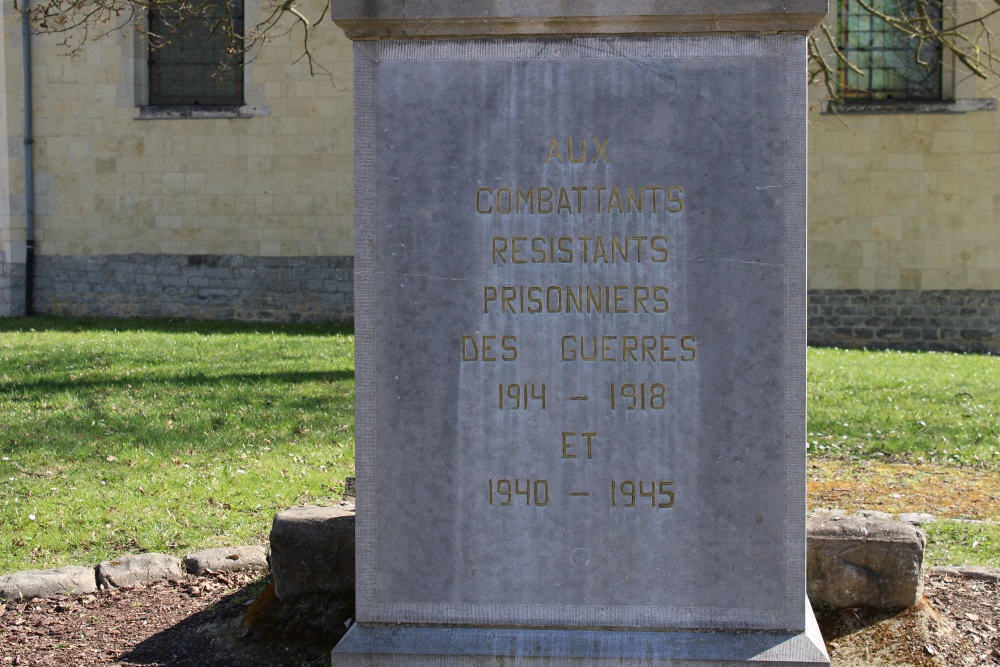 AUX
COMBATTANTS
RESISTANTS
PRISONNIERS
DES GUERRES
1914 - 1918
ET
1940 - 1945